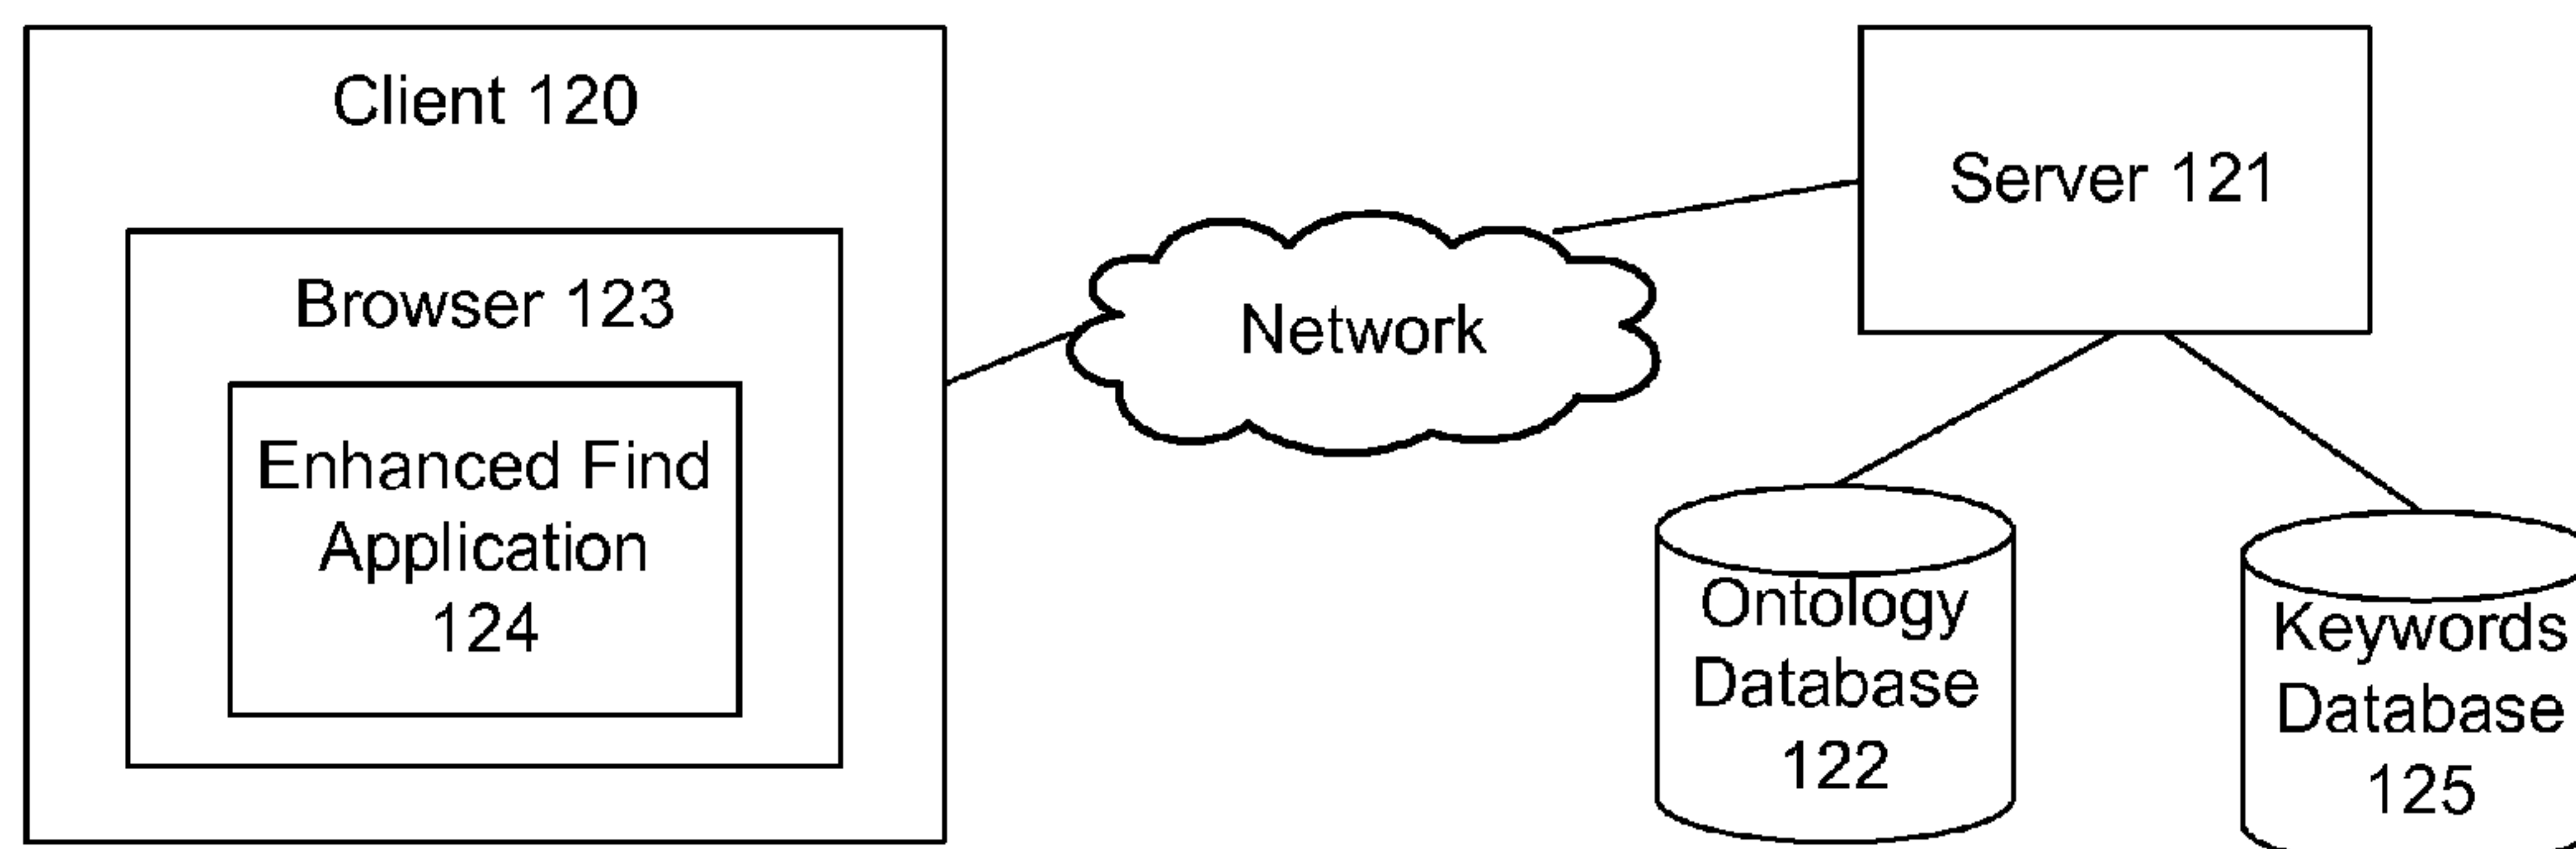 Client 120
Browser 123
Enhanced Find
Application
124
Network
Server 121
Ontology
Database
122
Keywords
Database
125